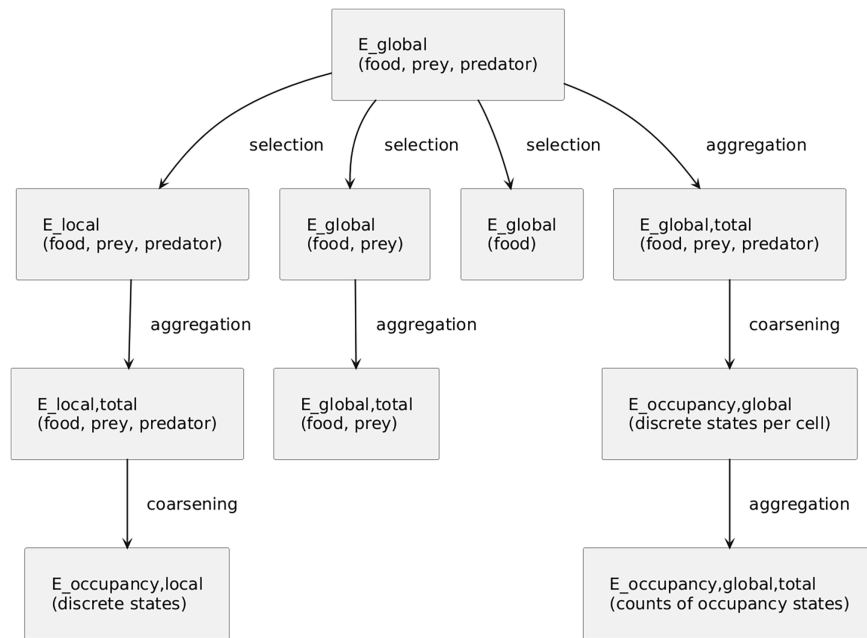 E_global
(food, prey, predator)
selection
selection
selection
aggregation
E_local
(food, prey, predator)
E_global
(food, prey)
E_global
(food)
E_global,total
(food, prey, predator)
aggregation
aggregation
coarsening
E_local,total
(food, prey, predator)
E_global,total
(food, prey)
E_occupancy,global
(discrete states per cell)
coarsening
aggregation
E_occupancy,local
(discrete states)
E_occupancy,global,total
(counts of occupancy states)